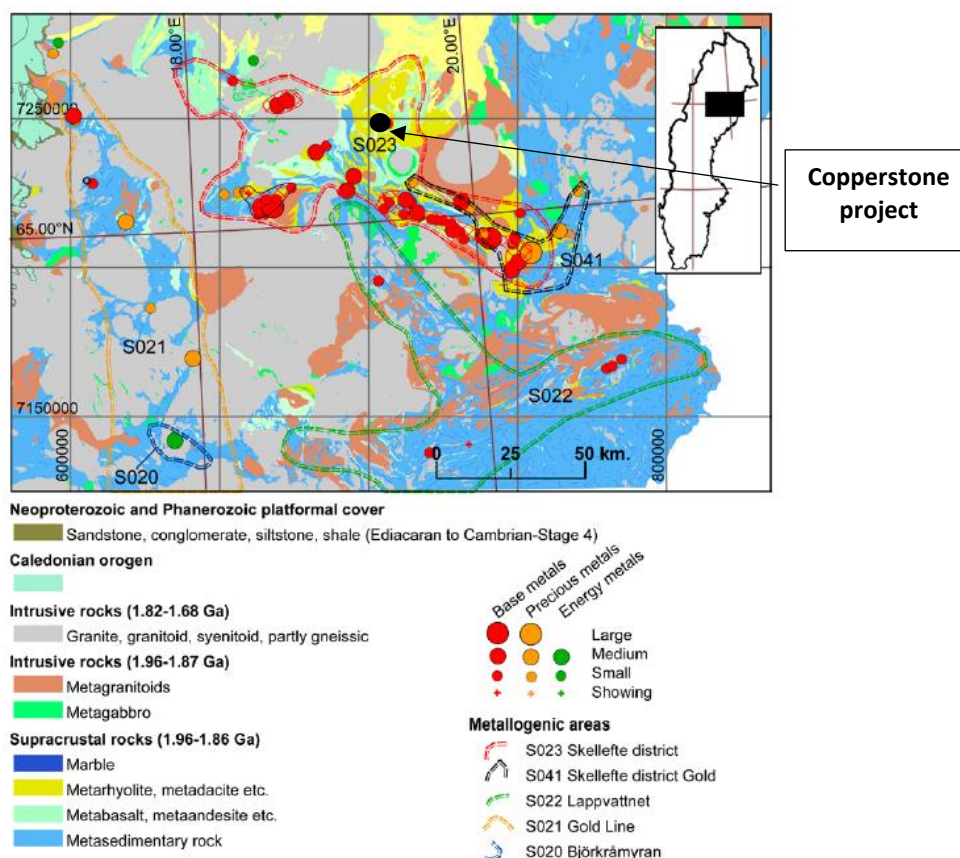 18.00°E
20.00°E
7250000
S023
Copperstone
project
65.00°N
S041
S021
S022
7150000
600000
S020
0 25 50 km.
800000
Neoproterozoic and Phanerozoic platformal cover
Sandstone, conglomerate, siltstone, shale (Ediacaran to Cambrian-Stage 4)
Caledonian orogen
Intrusive rocks (1.82-1.68 Ga)
Granite, granitoid, syenitoid, partly gneissic
Intrusive rocks (1.96-1.87 Ga)
Metagranitoids
Metagabbro
Supracrustal rocks (1.96-1.86 Ga)
Marble
Metarhyolite, metadacite etc.
Metabasalt, metaandesite etc.
Metasedimentary rock
Base metals
Precious metals
Energy metals
Large
Medium
Small
Showing
Metallogenic areas
S023 Skellefte district
S041 Skellefte district Gold
S022 Lappvattnet
S021 Gold Line
S020 Björkråmyran